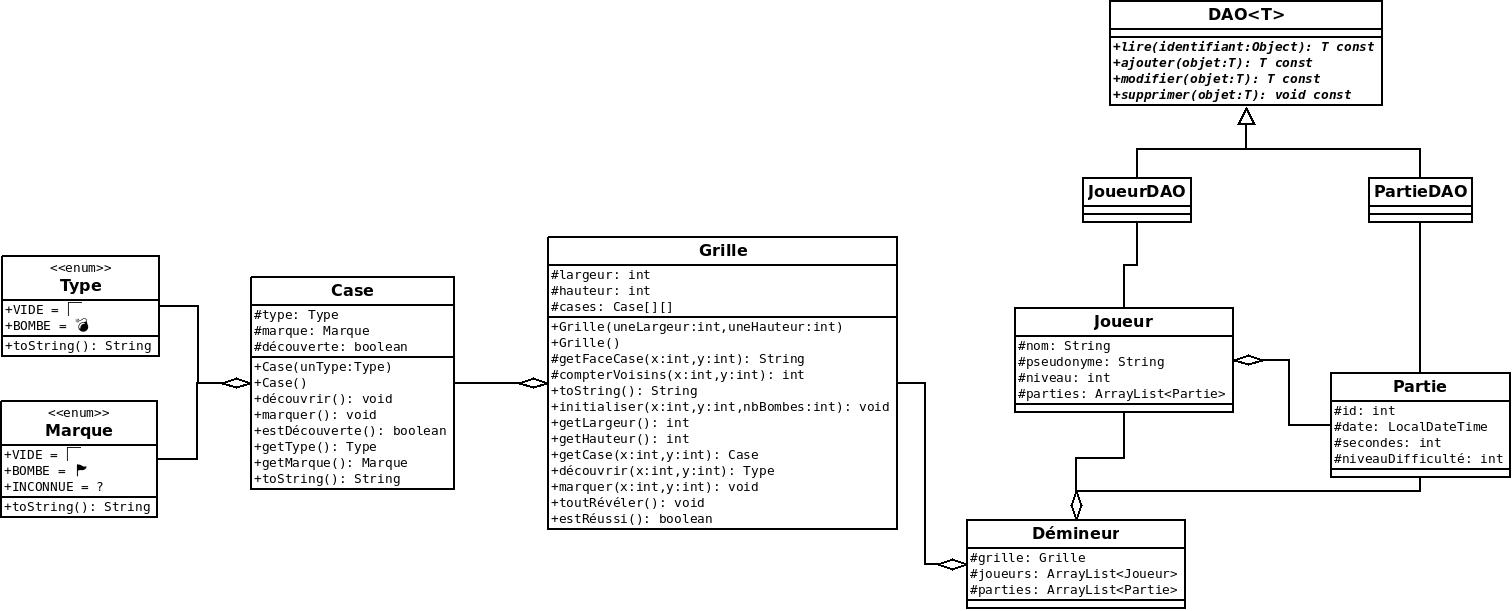 DAO<T>
+lire(identifiant:Object): T const
+ajouter(objet:T): T const
+modifier(objet:T): T const
+supprimer(objet:T): void const
JoueurDAO
PartieDAO
<<enum>>
Type
+VIDE =
+BOMBE = 💣
+toString(): String
<<enum>>
Marque
+VIDE =
+BOMBE = ⚑
+INCONNUE = ?
+toString(): String
Case
#type: Type
#marque: Marque
#découverte: boolean
+Case(unType:Type)
+Case()
+découvrir(): void
+marquer(): void
+estDécouverte(): boolean
+getType(): Type
+getMarque(): Marque
+toString(): String
Grille
#largeur: int
#hauteur: int
#cases: Case[][]
+Grille(uneLargeur:int,uneHauteur:int)
+Grille()
#getFaceCase(x:int,y:int): String
#compterVoisins(x:int,y:int): int
+toString(): String
+initialiser(x:int,y:int,nbBombes:int): void
+getLargeur(): int
+getHauteur(): int
+getCase(x:int,y:int): Case
+découvrir(x:int,y:int): Type
+marquer(x:int,y:int): void
+toutRévéler(): void
+estRéussi(): boolean
Joueur
#nom: String
#pseudonyme: String
#niveau: int
#parties: ArrayList<Partie>
Partie
#id: int
#date: LocalDateTime
#secondes: int
#niveauDifficulté: int
Démineur
#grille: Grille
#joueurs: ArrayList<Joueur>
#parties: ArrayList<Partie>